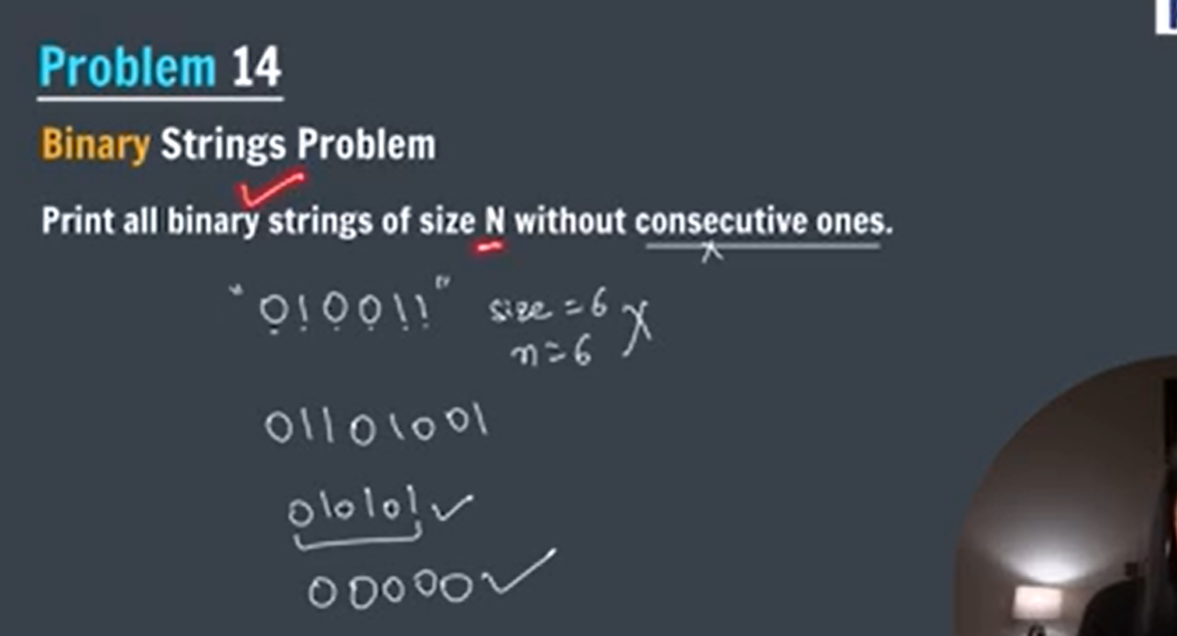 Problem 14
Binary Strings Problem
Print all binary strings of size N without consecutive ones.
"010011" size = 6
n = 6
01101001
010101
00000